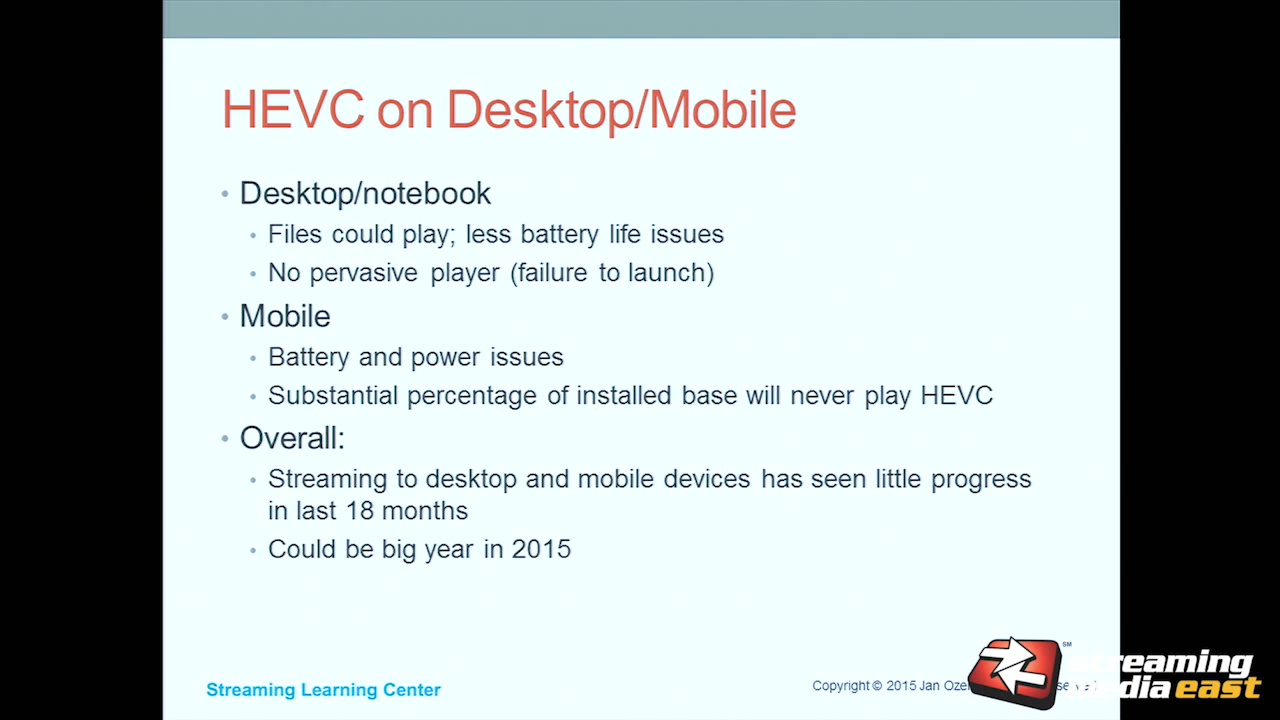 HEVC on Desktop/Mobile
• Desktop/notebook
• Files could play; less battery life issues
• No pervasive player (failure to launch)
• Mobile
• Battery and power issues
• Substantial percentage of installed base will never play HEVC
• Overall:
• Streaming to desktop and mobile devices has seen little progress
in last 18 months
• Could be big year in 2015
Streaming Learning Center
Copyright © 2015 Jan
SM
streaming
media east